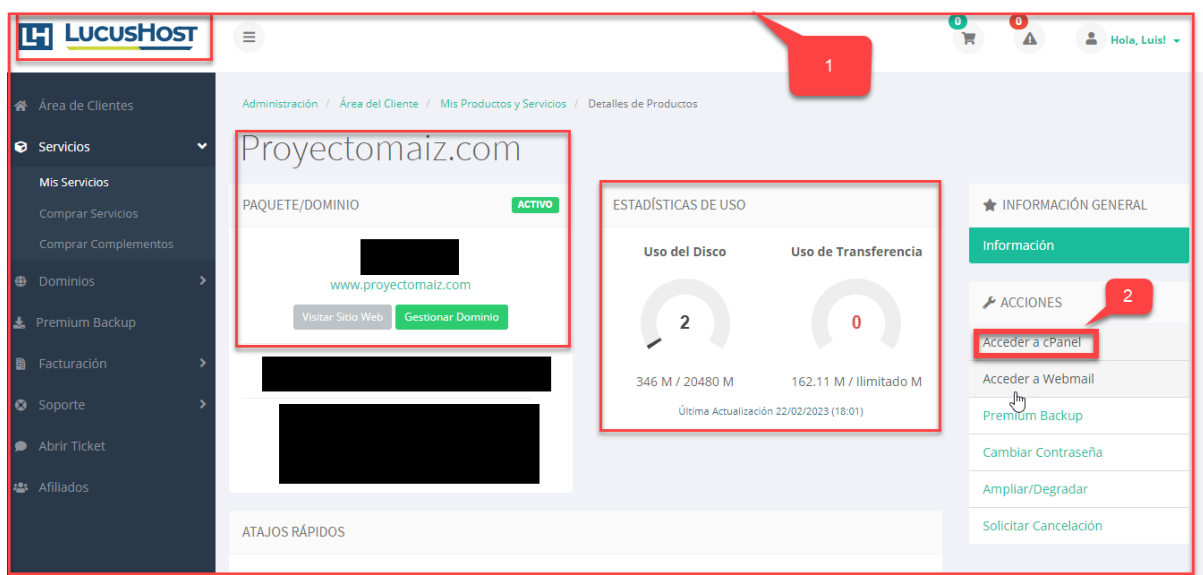 LH LUCUSHOST
0
0
Hola, Luis!
1
Área de Clientes
Servicios
Mis Servicios
Comprar Servicios
Comprar Complementos
Dominios
Premium Backup
Facturación
Soporte
Abrir Ticket
Afiliados
Administración / Área del Cliente / Mis Productos y Servicios / Detalles de Productos
Proyectomaiz.com
PAQUETE/DOMINIO
ACTIVO
www.proyectomaiz.com
Visitar Sitio Web
Gestionar Dominio
ESTADÍSTICAS DE USO
Uso del Disco
Uso de Transferencia
2
0
346 M / 20480 M
162.11 M / Ilimitado M
Última Actualización 22/02/2023 (18:01)
INFORMACIÓN GENERAL
Información
ACCIONES
2
Acceder a cPanel
Acceder a Webmail
Premium Backup
Cambiar Contraseña
Ampliar/Degradar
Solicitar Cancelación
ATAJOS RÁPIDOS